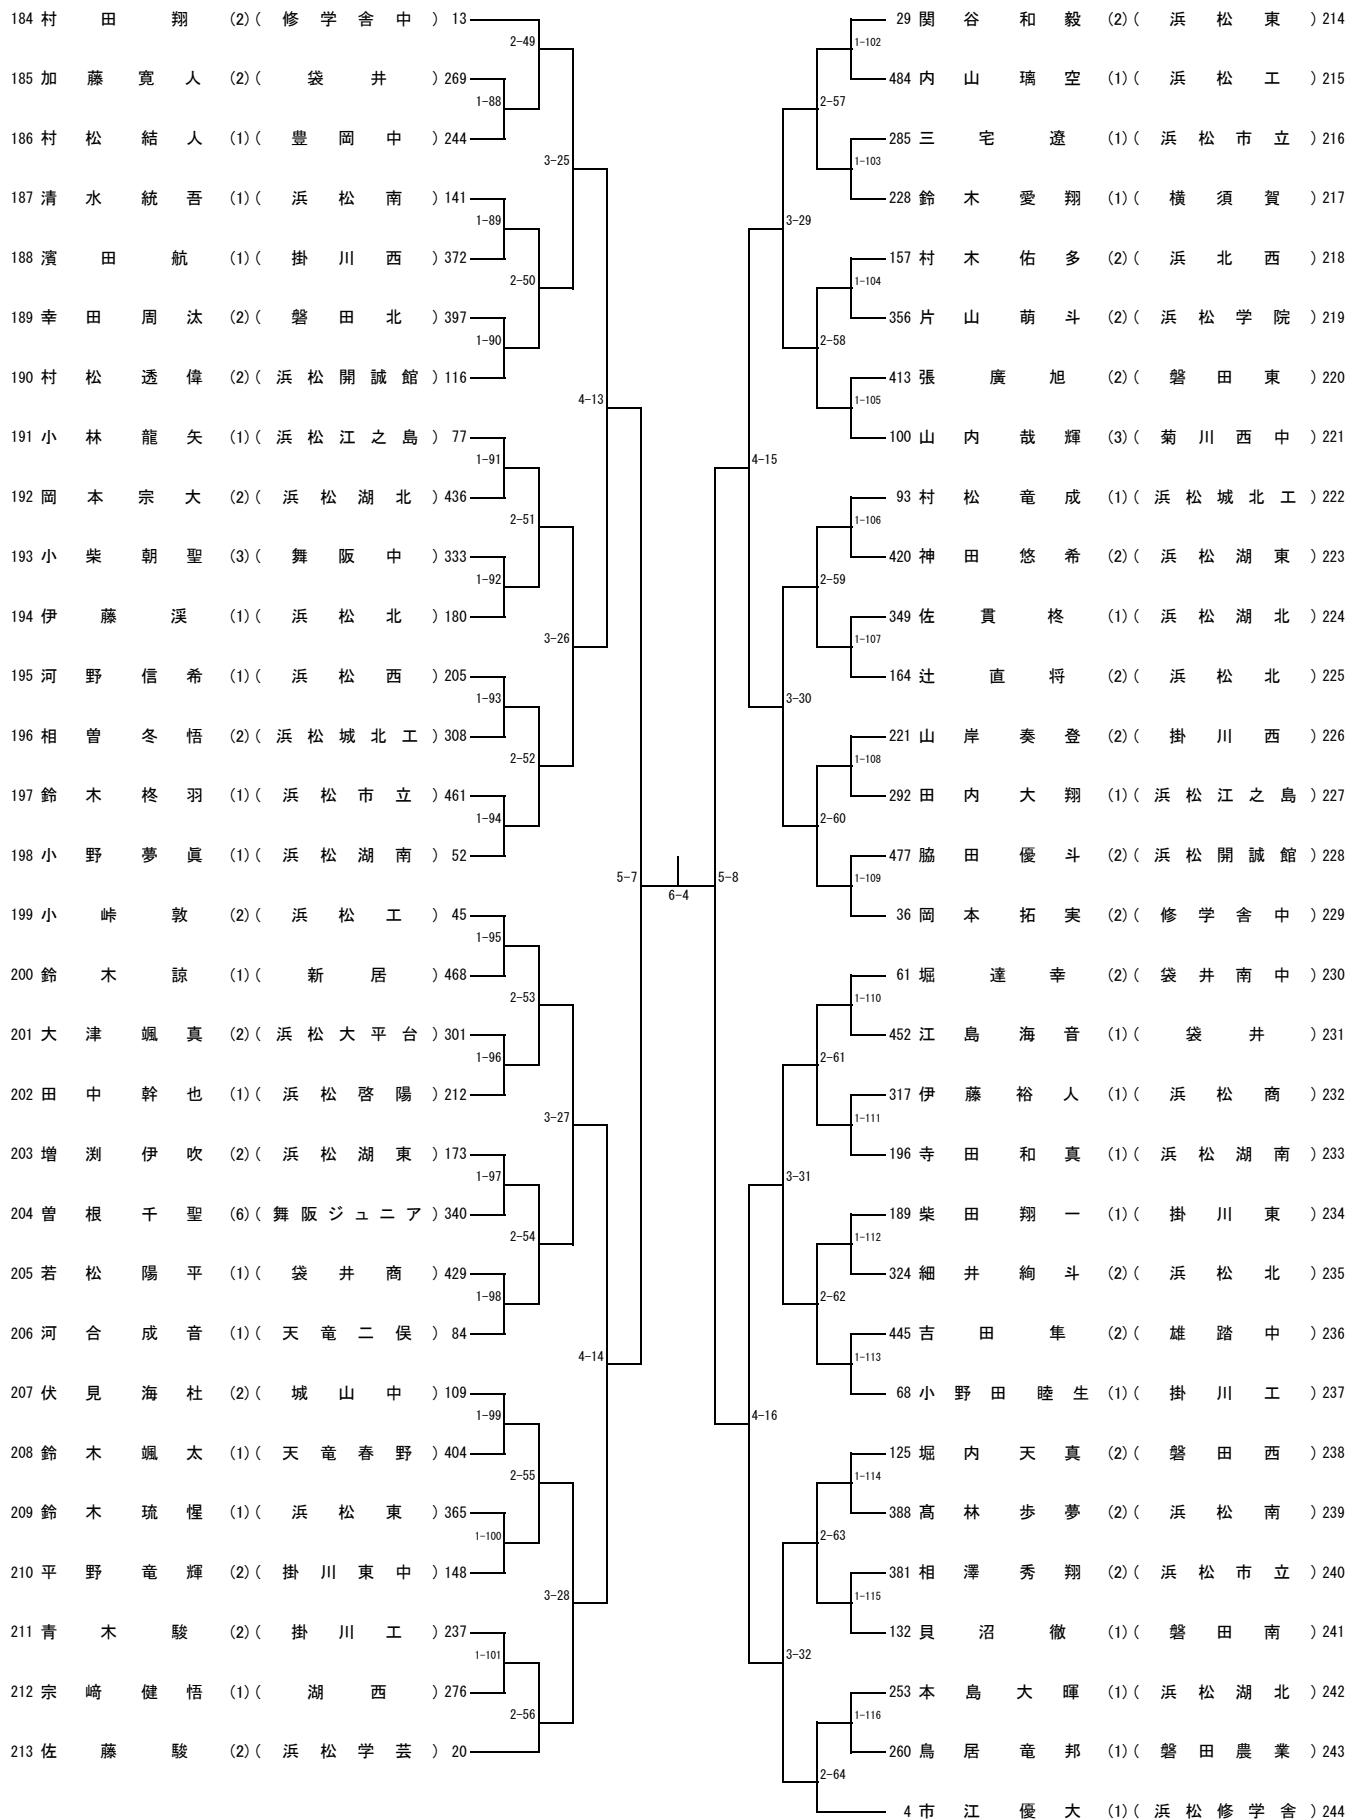 184 村田翔 (2) (修学舎中) 13
2-49
185 加藤寛人 (2) (袋井) 269
1-88
186 村松結人 (1) (豊岡中) 244
3-25
187 清水統吾 (1) (浜松南) 141
1-89
188 濱田航 (1) (掛川西) 372
2-50
189 幸田周汰 (2) (磐田北) 397
1-90
190 村松透偉 (2) (浜松開誠館) 116
4-13
191 小林龍矢 (1) (浜松江之島) 77
1-91
192 岡本宗大 (2) (浜松湖北) 436
2-51
193 小柴朝聖 (3) (舞阪中) 333
1-92
194 伊藤渓 (1) (浜松北) 180
3-26
195 河野信希 (1) (浜松西) 205
1-93
196 相曽冬悟 (2) (浜松城北工) 308
2-52
197 鈴木柊羽 (1) (浜松市立) 461
1-94
198 小野夢眞 (1) (浜松湖南) 52
5-7
6-4
199 小峠敦 (2) (浜松工) 45
1-95
200 鈴木諒 (1) (新居) 468
2-53
201 大津颯真 (2) (浜松大平台) 301
1-96
202 田中幹也 (1) (浜松啓陽) 212
3-27
203 増渕伊吹 (2) (浜松湖東) 173
1-97
204 曽根千聖 (6) (舞阪ジュニア) 340
2-54
205 若松陽平 (1) (袋井商) 429
1-98
206 河合成音 (1) (天竜二俣) 84
4-14
207 伏見海杜 (2) (城山中) 109
1-99
208 鈴木颯太 (1) (天竜春野) 404
2-55
209 鈴木琉惺 (1) (浜松東) 365
1-100
210 平野竜輝 (2) (掛川東中) 148
3-28
211 青木駿 (2) (掛川工) 237
1-101
212 宗﨑健悟 (1) (湖西) 276
2-56
213 佐藤駿 (2) (浜松学芸) 20
29 関谷和毅 (2) (浜松東) 214
1-102
484 内山璃空 (1) (浜松工) 215
2-57
285 三宅遼 (1) (浜松市立) 216
1-103
228 鈴木愛翔 (1) (横須賀) 217
3-29
157 村木佑多 (2) (浜北西) 218
1-104
356 片山萌斗 (2) (浜松学院) 219
2-58
413 張廣旭 (2) (磐田東) 220
1-105
100 山内哉輝 (3) (菊川西中) 221
4-15
93 村松竜成 (1) (浜松城北工) 222
1-106
420 神田悠希 (2) (浜松湖東) 223
2-59
349 佐貫柊 (1) (浜松湖北) 224
1-107
164 辻直将 (2) (浜松北) 225
3-30
221 山岸奏登 (2) (掛川西) 226
1-108
292 田内大翔 (1) (浜松江之島) 227
2-60
477 脇田優斗 (2) (浜松開誠館) 228
1-109
5-8
36 岡本拓実 (2) (修学舎中) 229
61 堀達幸 (2) (袋井南中) 230
1-110
452 江島海音 (1) (袋井) 231
2-61
317 伊藤裕人 (1) (浜松商) 232
1-111
196 寺田和真 (1) (浜松湖南) 233
3-31
189 柴田翔一 (1) (掛川東) 234
1-112
324 細井絢斗 (2) (浜松北) 235
2-62
445 吉田隼 (2) (雄踏中) 236
1-113
68 小野田睦生 (1) (掛川工) 237
4-16
125 堀内天真 (2) (磐田西) 238
1-114
388 髙林歩夢 (2) (浜松南) 239
2-63
381 相澤秀翔 (2) (浜松市立) 240
1-115
132 貝沼徹 (1) (磐田南) 241
3-32
253 本島大暉 (1) (浜松湖北) 242
1-116
260 鳥居竜邦 (1) (磐田農業) 243
2-64
4 市江優大 (1) (浜松修学舎) 244